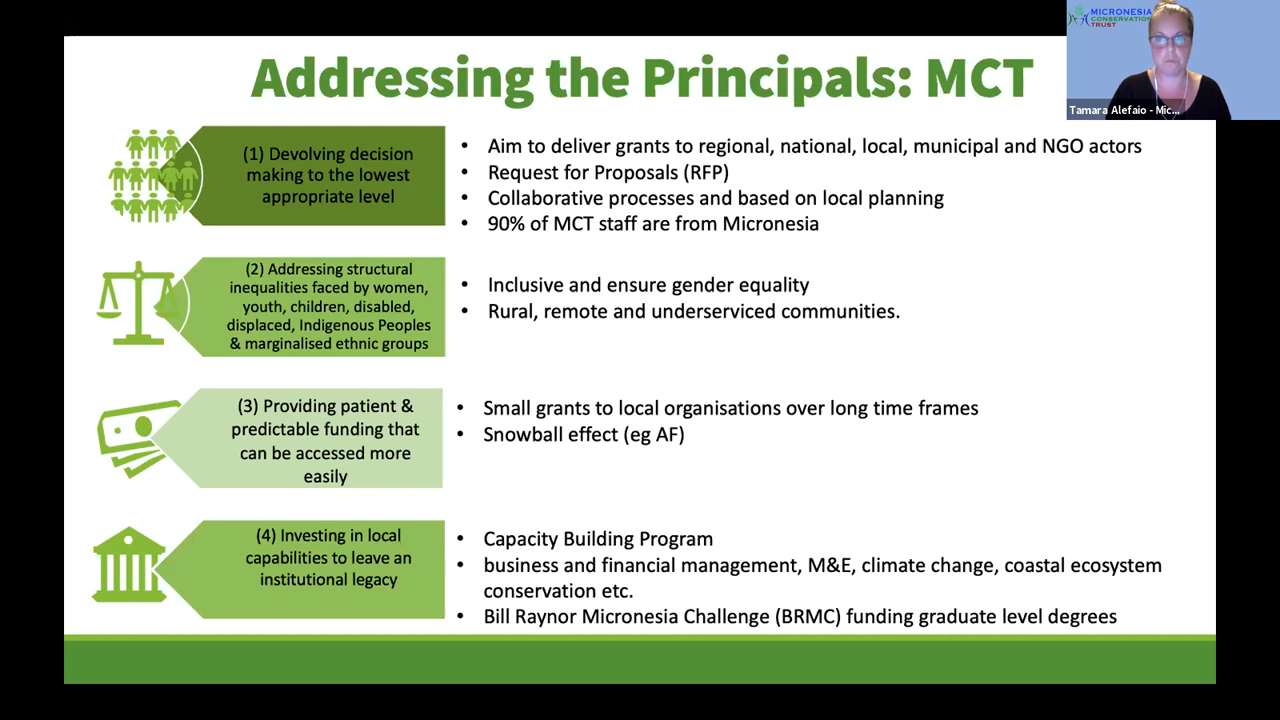 MICRONESIA
CONSERVATION
TRUST
Tamara Alefaio - Mic...
Addressing the Principals: MCT
(1) Devolving decision
making to the lowest
appropriate level
• Aim to deliver grants to regional, national, local, municipal and NGO actors
• Request for Proposals (RFP)
• Collaborative processes and based on local planning
• 90% of MCT staff are from Micronesia
(2) Addressing structural
inequalities faced by women,
youth, children, disabled,
displaced, Indigenous Peoples
& marginalised ethnic groups
• Inclusive and ensure gender equality
• Rural, remote and underserviced communities.
(3) Providing patient &
predictable funding that
can be accessed more
easily
• Small grants to local organisations over long time frames
• Snowball effect (eg AF)
(4) Investing in local
capabilities to leave an
institutional legacy
• Capacity Building Program
• business and financial management, M&E, climate change, coastal ecosystem
conservation etc.
• Bill Raynor Micronesia Challenge (BRMC) funding graduate level degrees